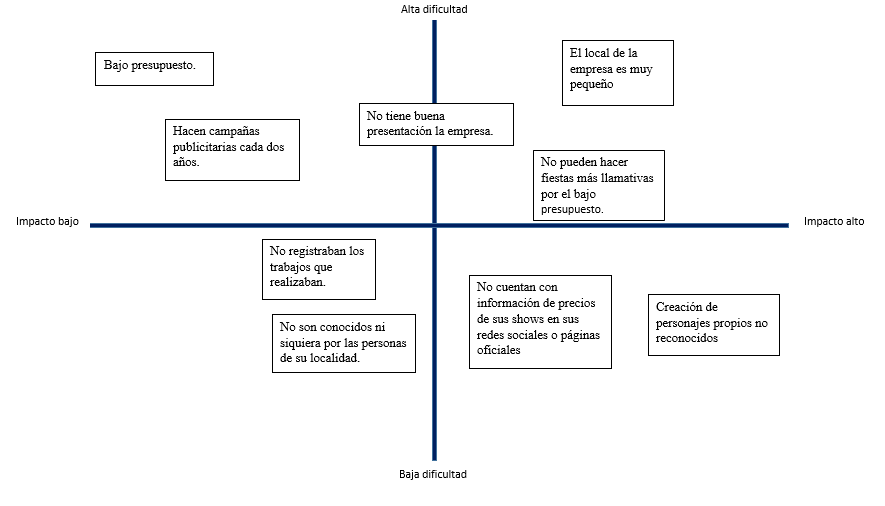 Alta dificultad
Bajo presupuesto.
El local de la
empresa es muy
pequeño
No tiene buena
presentación la empresa.
Hacen campañas
publicitarias cada dos
años.
No pueden hacer
fiestas más llamativas
por el bajo
presupuesto.
Impacto bajo
Impacto alto
No registraban los
trabajos que
realizaban.
No cuentan con
información de precios
de sus shows en sus
redes sociales o páginas
oficiales
Creación de
personajes propios no
reconocidos
No son conocidos ni
siquiera por las personas
de su localidad.
Baja dificultad